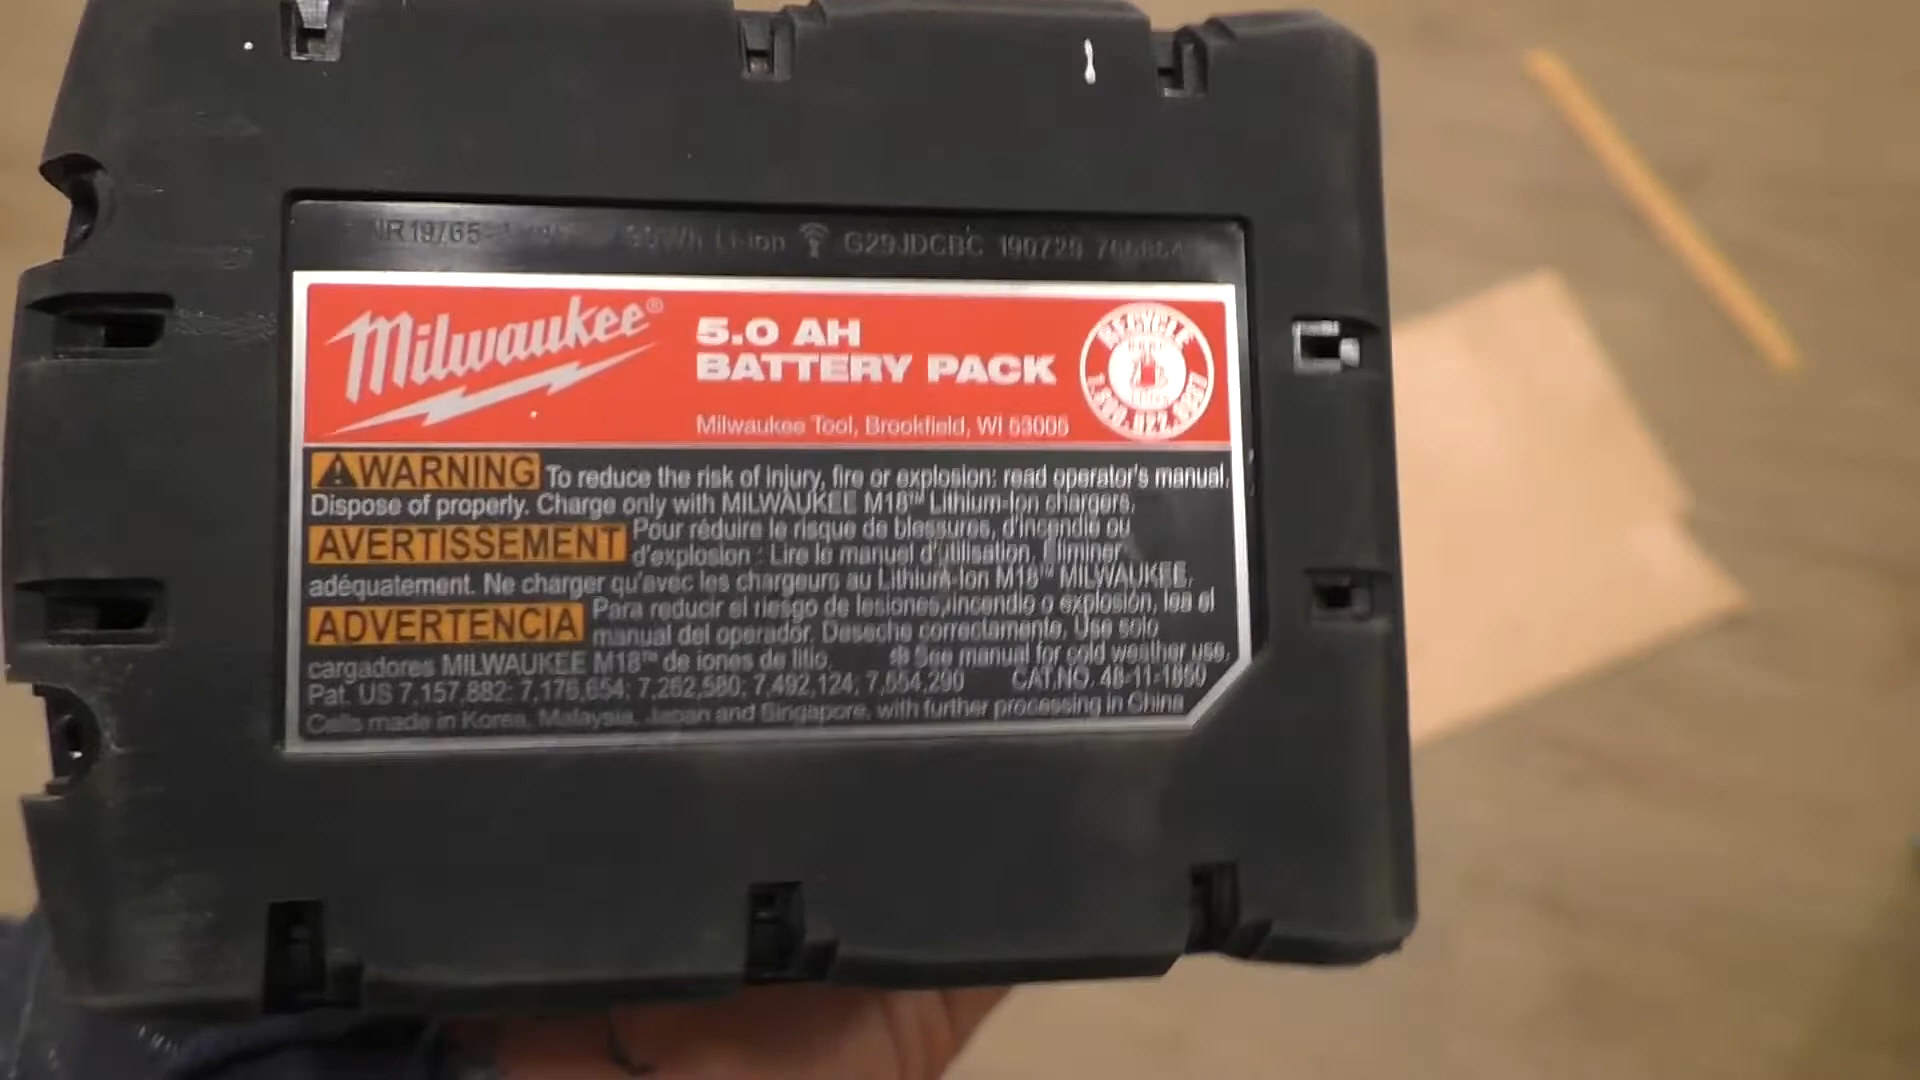 Li-Ion G29JDCBC 190729
Milwaukee®
5.0 AH
BATTERY PACK
Milwaukee Tool, Brookfield, WI 53005
RECYCLE
WARNING To reduce the risk of injury, fire or explosion: read operator's manual.
Dispose of properly. Charge only with MILWAUKEE M18™ Lithium-Ion chargers.
AVERTISSEMENT Pour réduire le risque de blessures, d'incendie ou
d'explosion : Lire le manuel d'utilisation. Éliminer
adéquatement. Ne charger qu'avec les chargeurs au Lithium-Ion M18™ MILWAUKEE.
ADVERTENCIA Para reducir el riesgo de lesiones, incendio o explosión, lea el
manual del operador. Deseche correctamente. Use solo
cargadores MILWAUKEE M18™ de iones de litio. See manual for cold weather use.
Pat. US 7,157,882; 7,176,654; 7,262,580; 7,492,124; 7,554,290 CAT.NO. 48-11-1850
Cells made in Korea, Malaysia, Japan and Singapore, with further processing in China